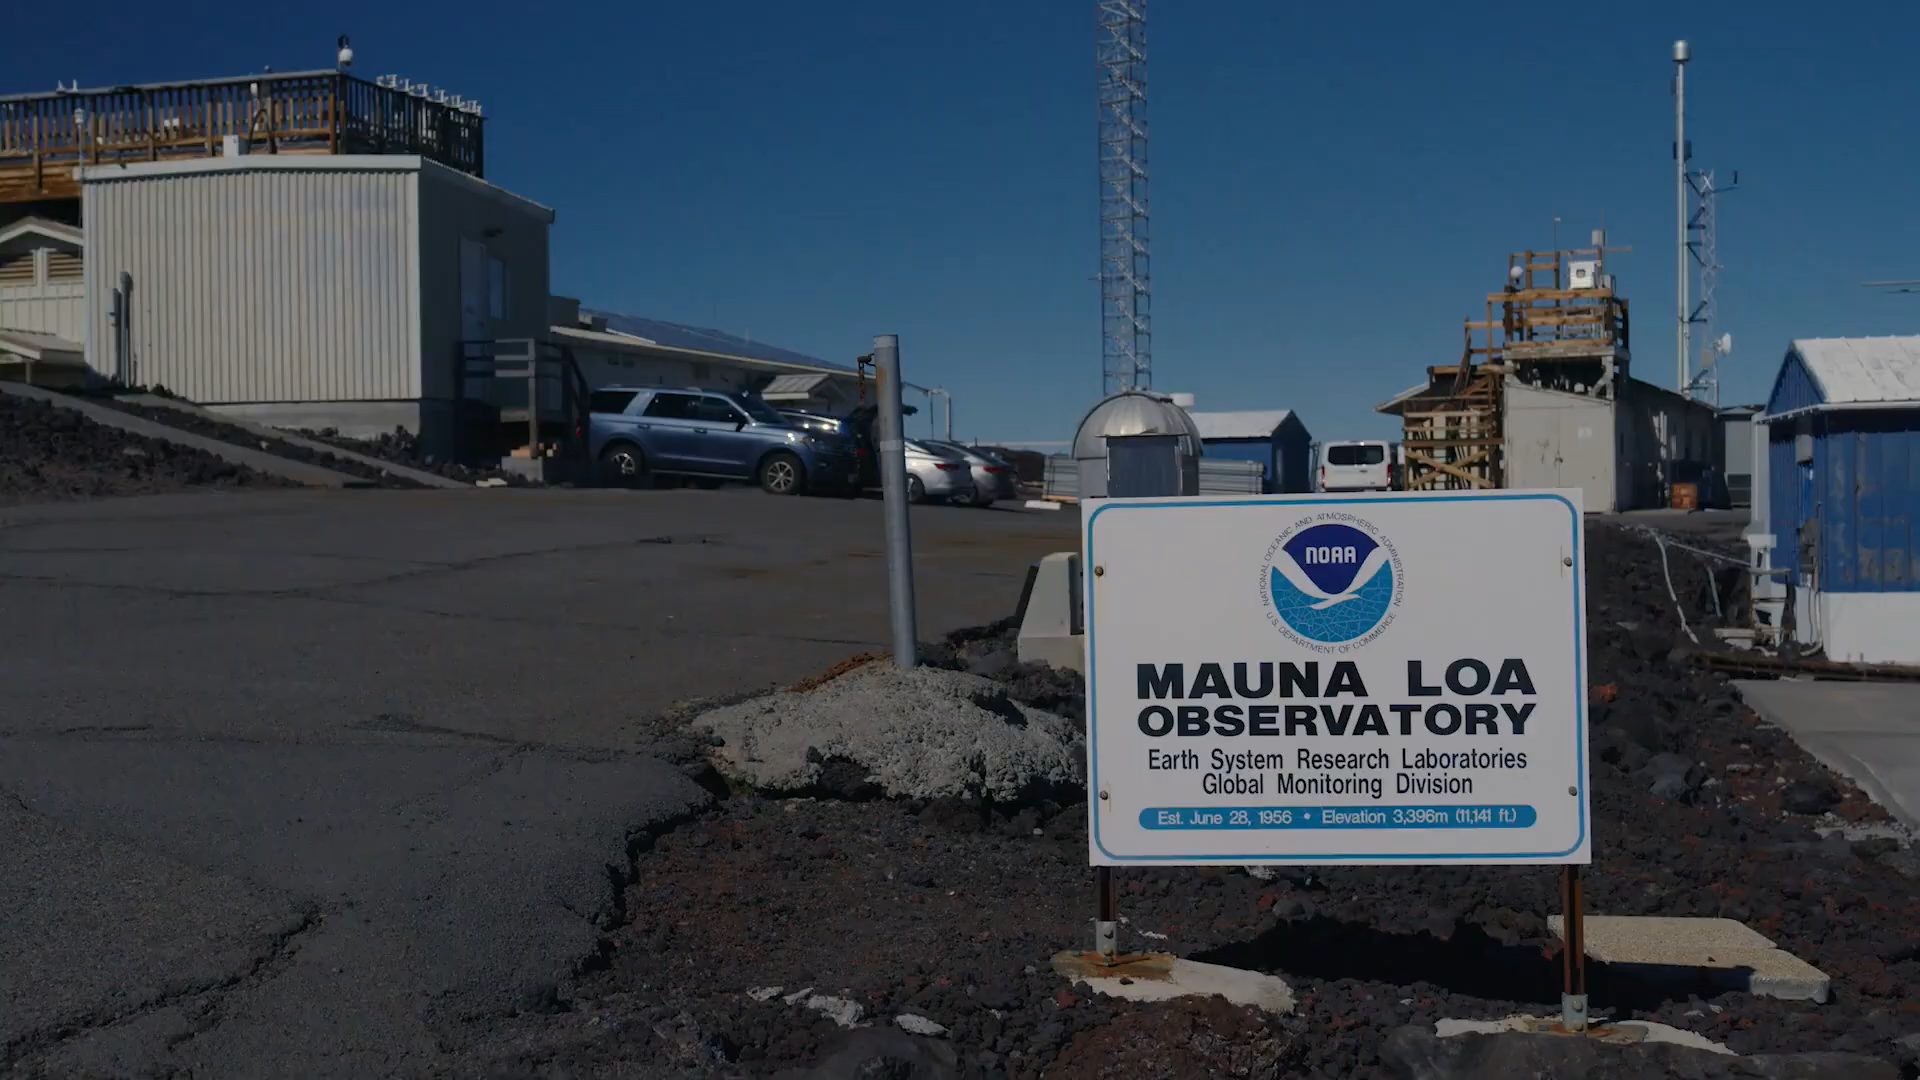 NATIONAL OCEANIC AND ATMOSPHERIC ADMINISTRATION
NOAA
U.S. DEPARTMENT OF COMMERCE
MAUNA LOA
OBSERVATORY
Earth System Research Laboratories
Global Monitoring Division
Est. June 28, 1956 • Elevation 3,396m (11,141 ft.)